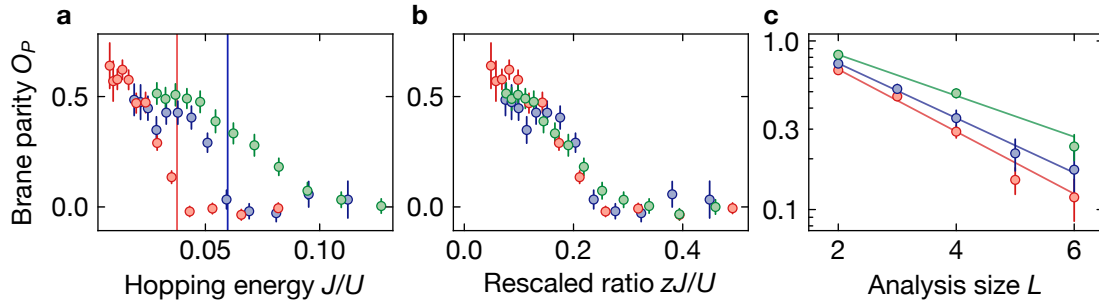 a
b
c
Brane parity O_P
0.5
0.0
0.05
0.10
Hopping energy J/U
0.5
0.0
0.0
0.2
0.4
Rescaled ratio zJ/U
1.0
0.3
0.1
2
4
6
Analysis size L